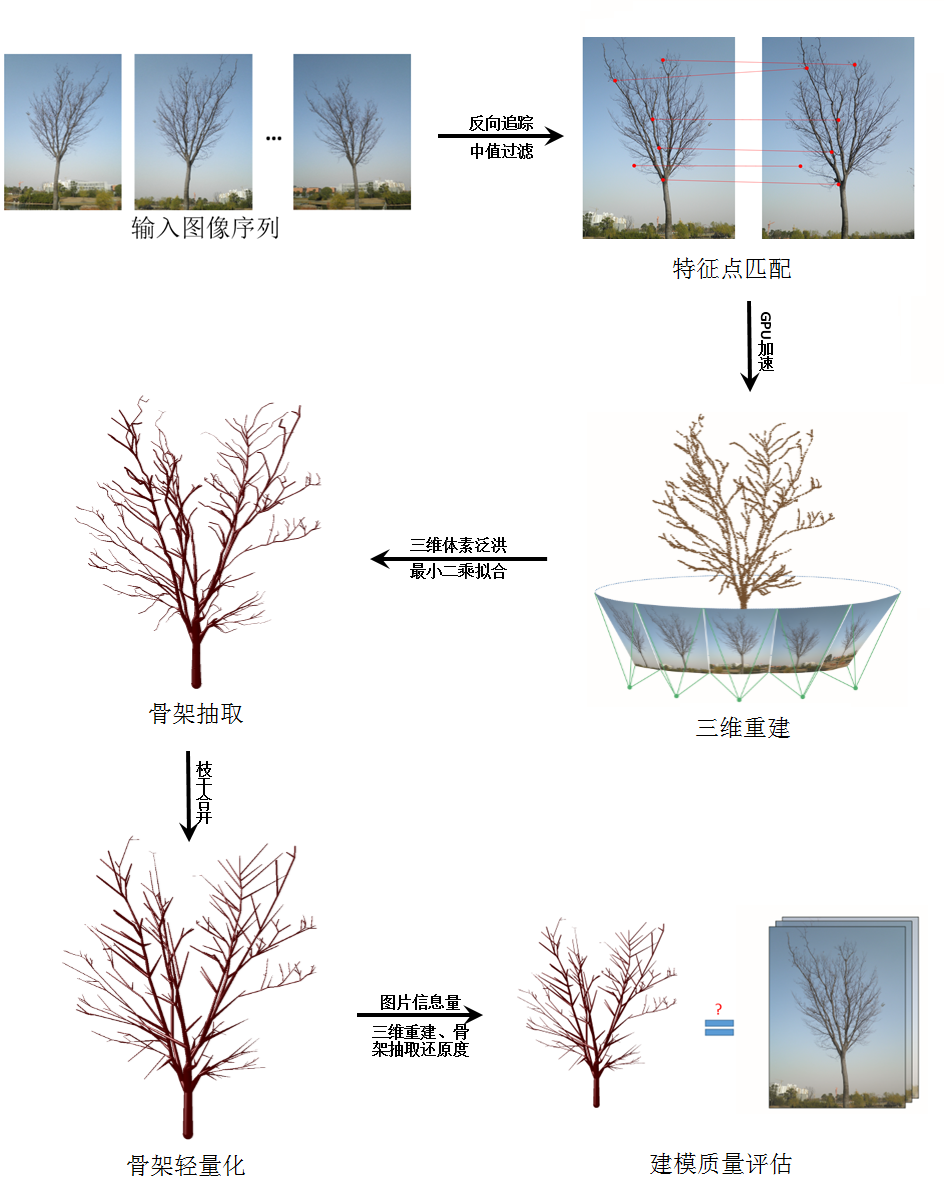 ...
反向追踪
中值过滤
输入图像序列
特征点匹配
GPU加速
三维体素泛洪
最小二乘拟合
骨架抽取
三维重建
枝干合并
图片信息量
三维重建、骨
架抽取还原度
?
骨架轻量化
建模质量评估